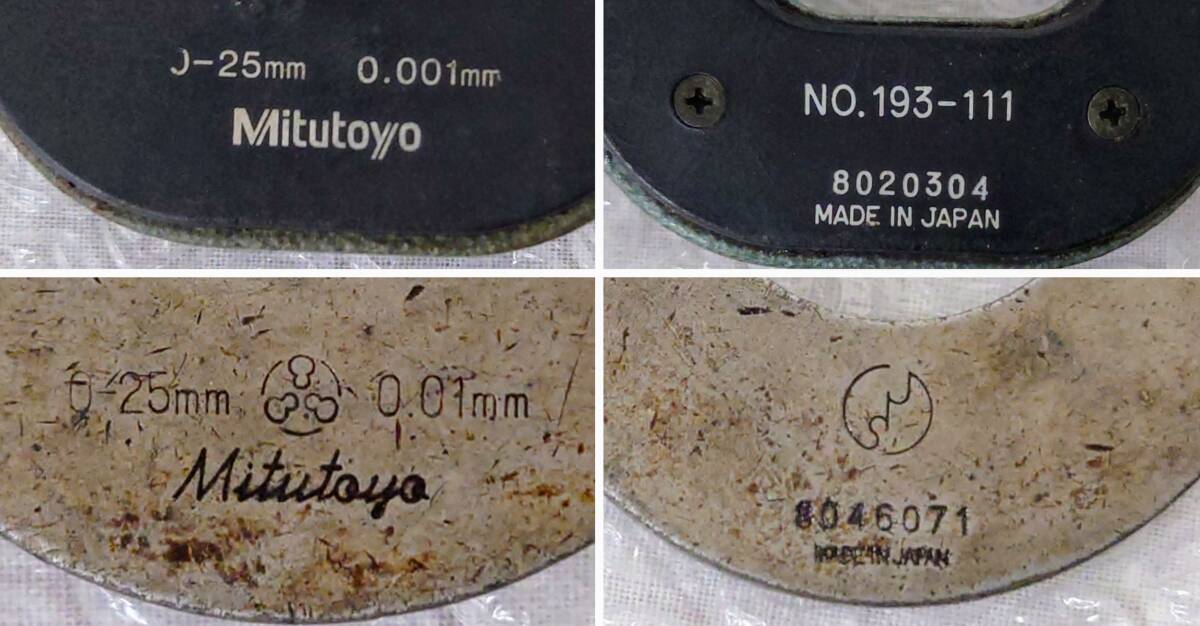 0-25mm 0.001mm
Mitutoyo
NO.193-111
8020304
MADE IN JAPAN
0-25mm 0.01mm
Mitutoyo
8046071
MADE IN JAPAN